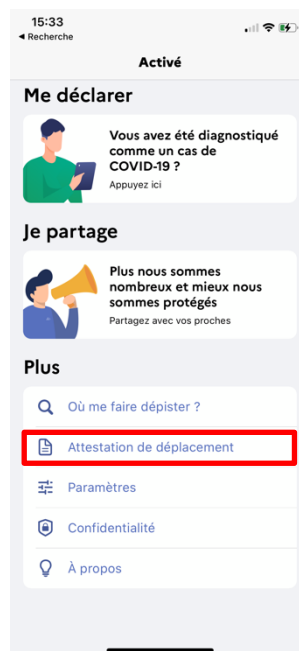 15:33
◀ Recherche
Activé
Me déclarer
Vous avez été diagnostiqué
comme un cas de
COVID-19 ?
Appuyez ici
Je partage
Plus nous sommes
nombreux et mieux nous
sommes protégés
Partagez avec vos proches
Plus
Où me faire dépister ?
Attestation de déplacement
Paramètres
Confidentialité
À propos